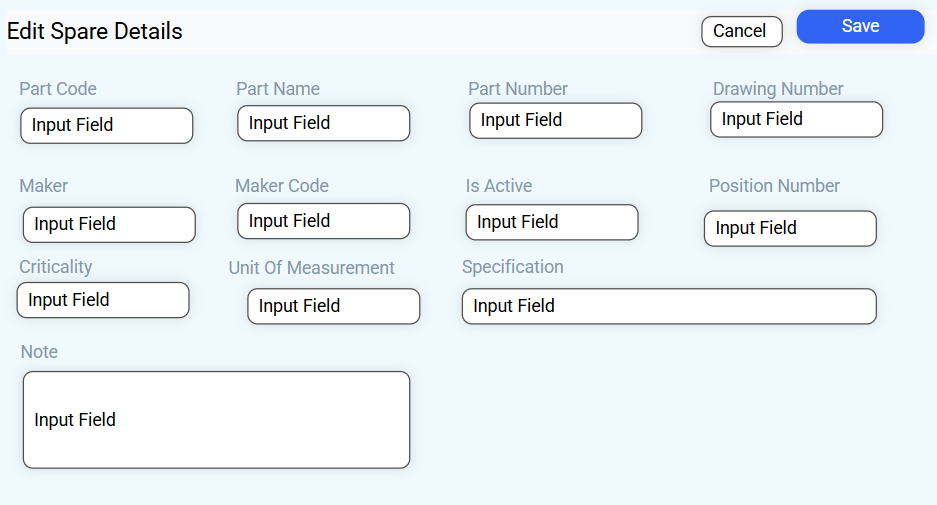 Edit Spare Details Cancel Save
Part Code Part Name Part Number Drawing Number
Input Field Input Field Input Field Input Field
Maker Maker Code Is Active Position Number
Input Field Input Field Input Field Input Field
Criticality Unit Of Measurement Specification
Input Field Input Field Input Field
Note
Input Field